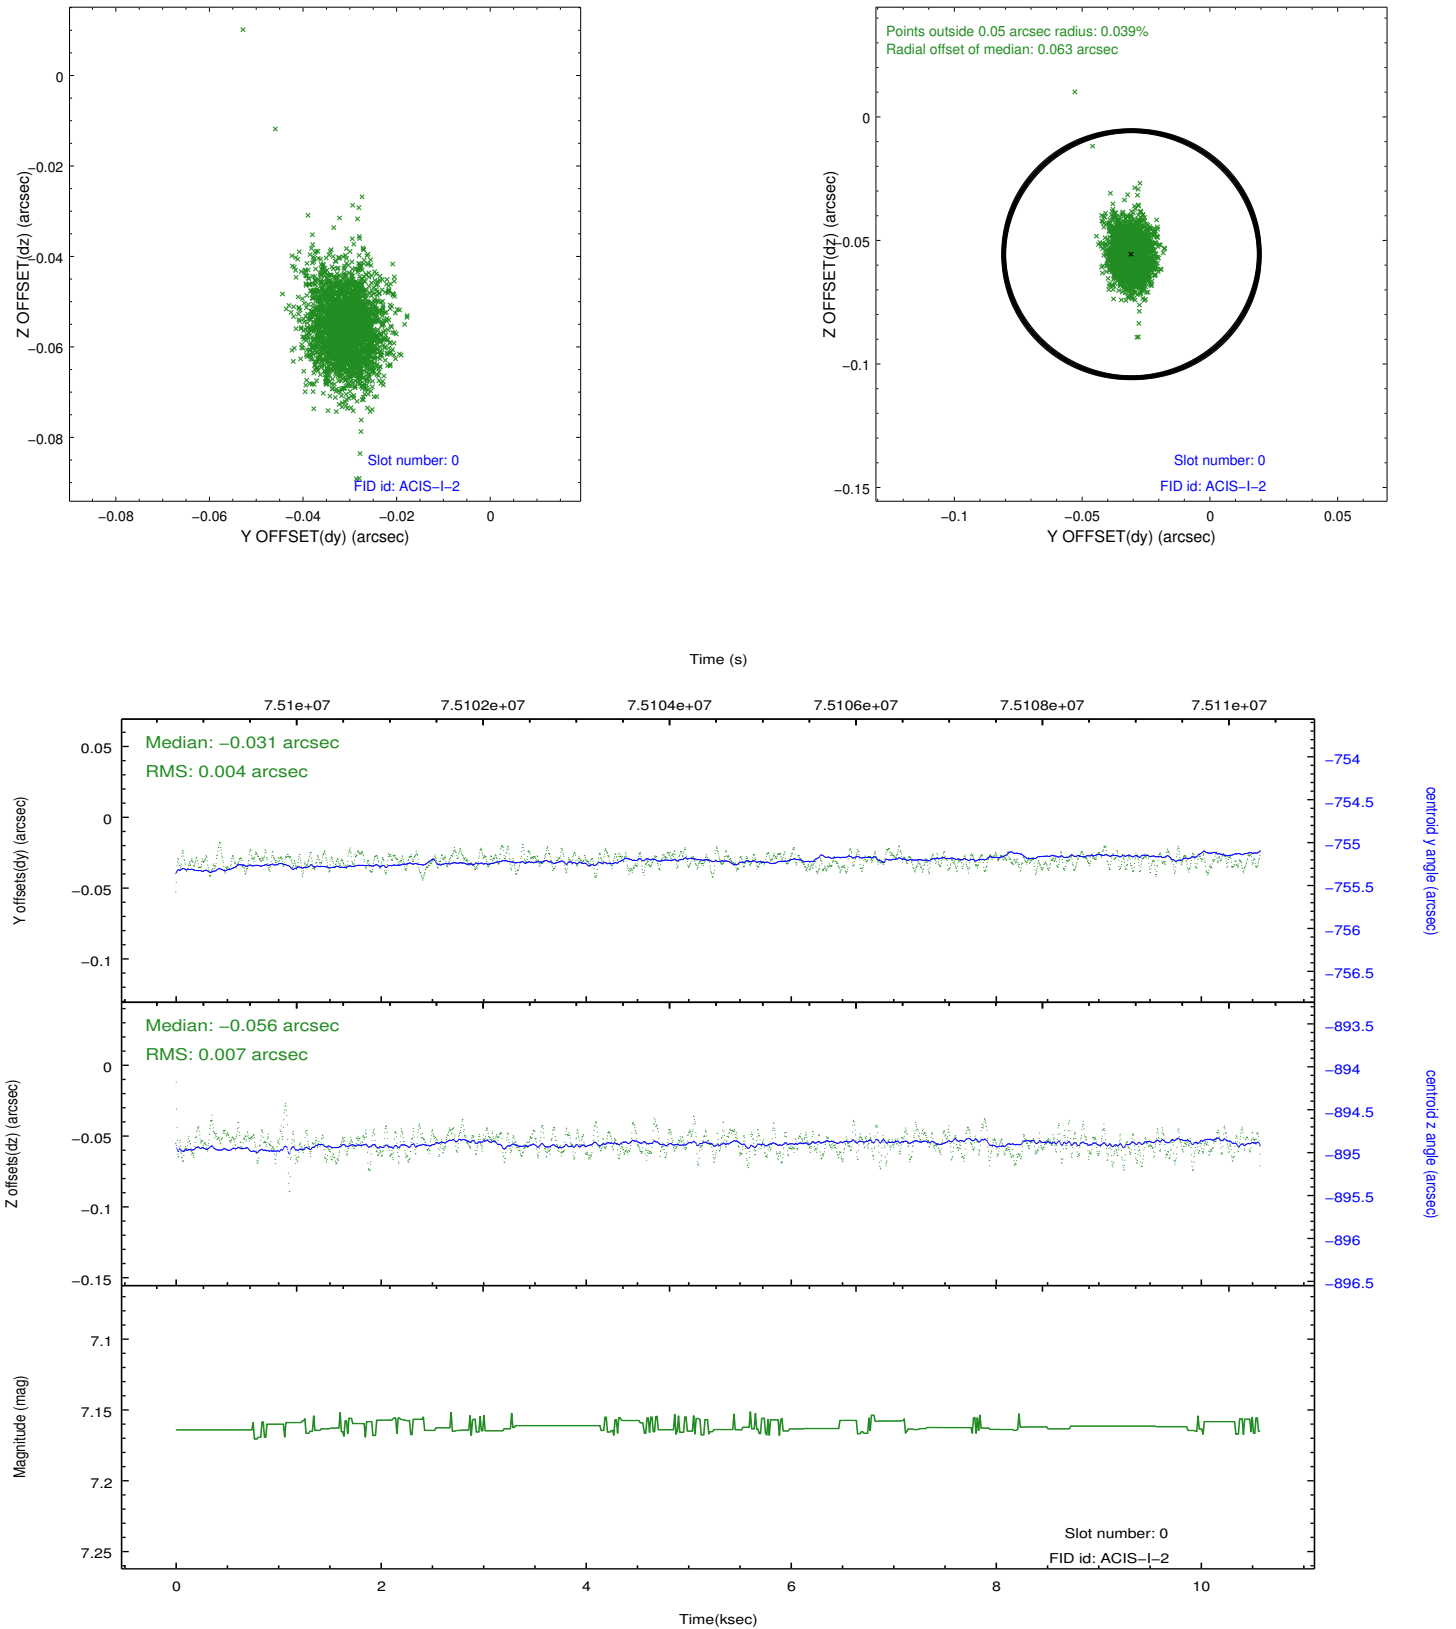 Z OFFSET(dz) (arcsec)
0
−0.02
−0.04
−0.06
−0.08
Slot number: 0
FID id: ACIS−I−2
−0.08 −0.06 −0.04 −0.02 0
Y OFFSET(dy) (arcsec)
Points outside 0.05 arcsec radius: 0.039%
Radial offset of median: 0.063 arcsec
Z OFFSET(dz) (arcsec)
0
−0.05
−0.1
−0.15
Slot number: 0
FID id: ACIS−I−2
−0.1 −0.05 0 0.05
Y OFFSET(dy) (arcsec)
Time (s)
7.51e+07 7.5102e+07 7.5104e+07 7.5106e+07 7.5108e+07 7.511e+07
Median: −0.031 arcsec
RMS: 0.004 arcsec
Y offsets(dy) (arcsec)
0.05
0
−0.05
−0.1
−754
−754.5
−755
−755.5
−756
−756.5
centroid y angle (arcsec)
Median: −0.056 arcsec
RMS: 0.007 arcsec
Z offsets(dz) (arcsec)
0
−0.05
−0.1
−0.15
−893.5
−894
−894.5
−895
−895.5
−896
−896.5
centroid z angle (arcsec)
Magnitude (mag)
7.1
7.15
7.2
7.25
Slot number: 0
FID id: ACIS−I−2
0 2 4 6 8 10
Time(ksec)